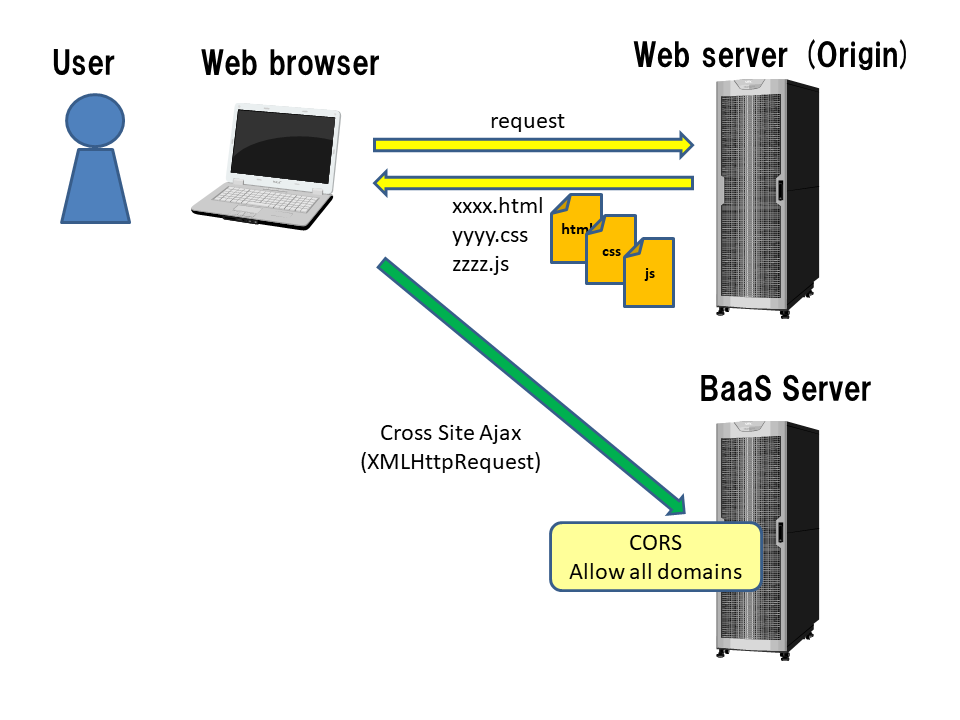 User
Web browser
Web server (Origin)
request
xxxx.html
yyyy.css
zzzz.js
html
css
js
BaaS Server
Cross Site Ajax
(XMLHttpRequest)
CORS
Allow all domains